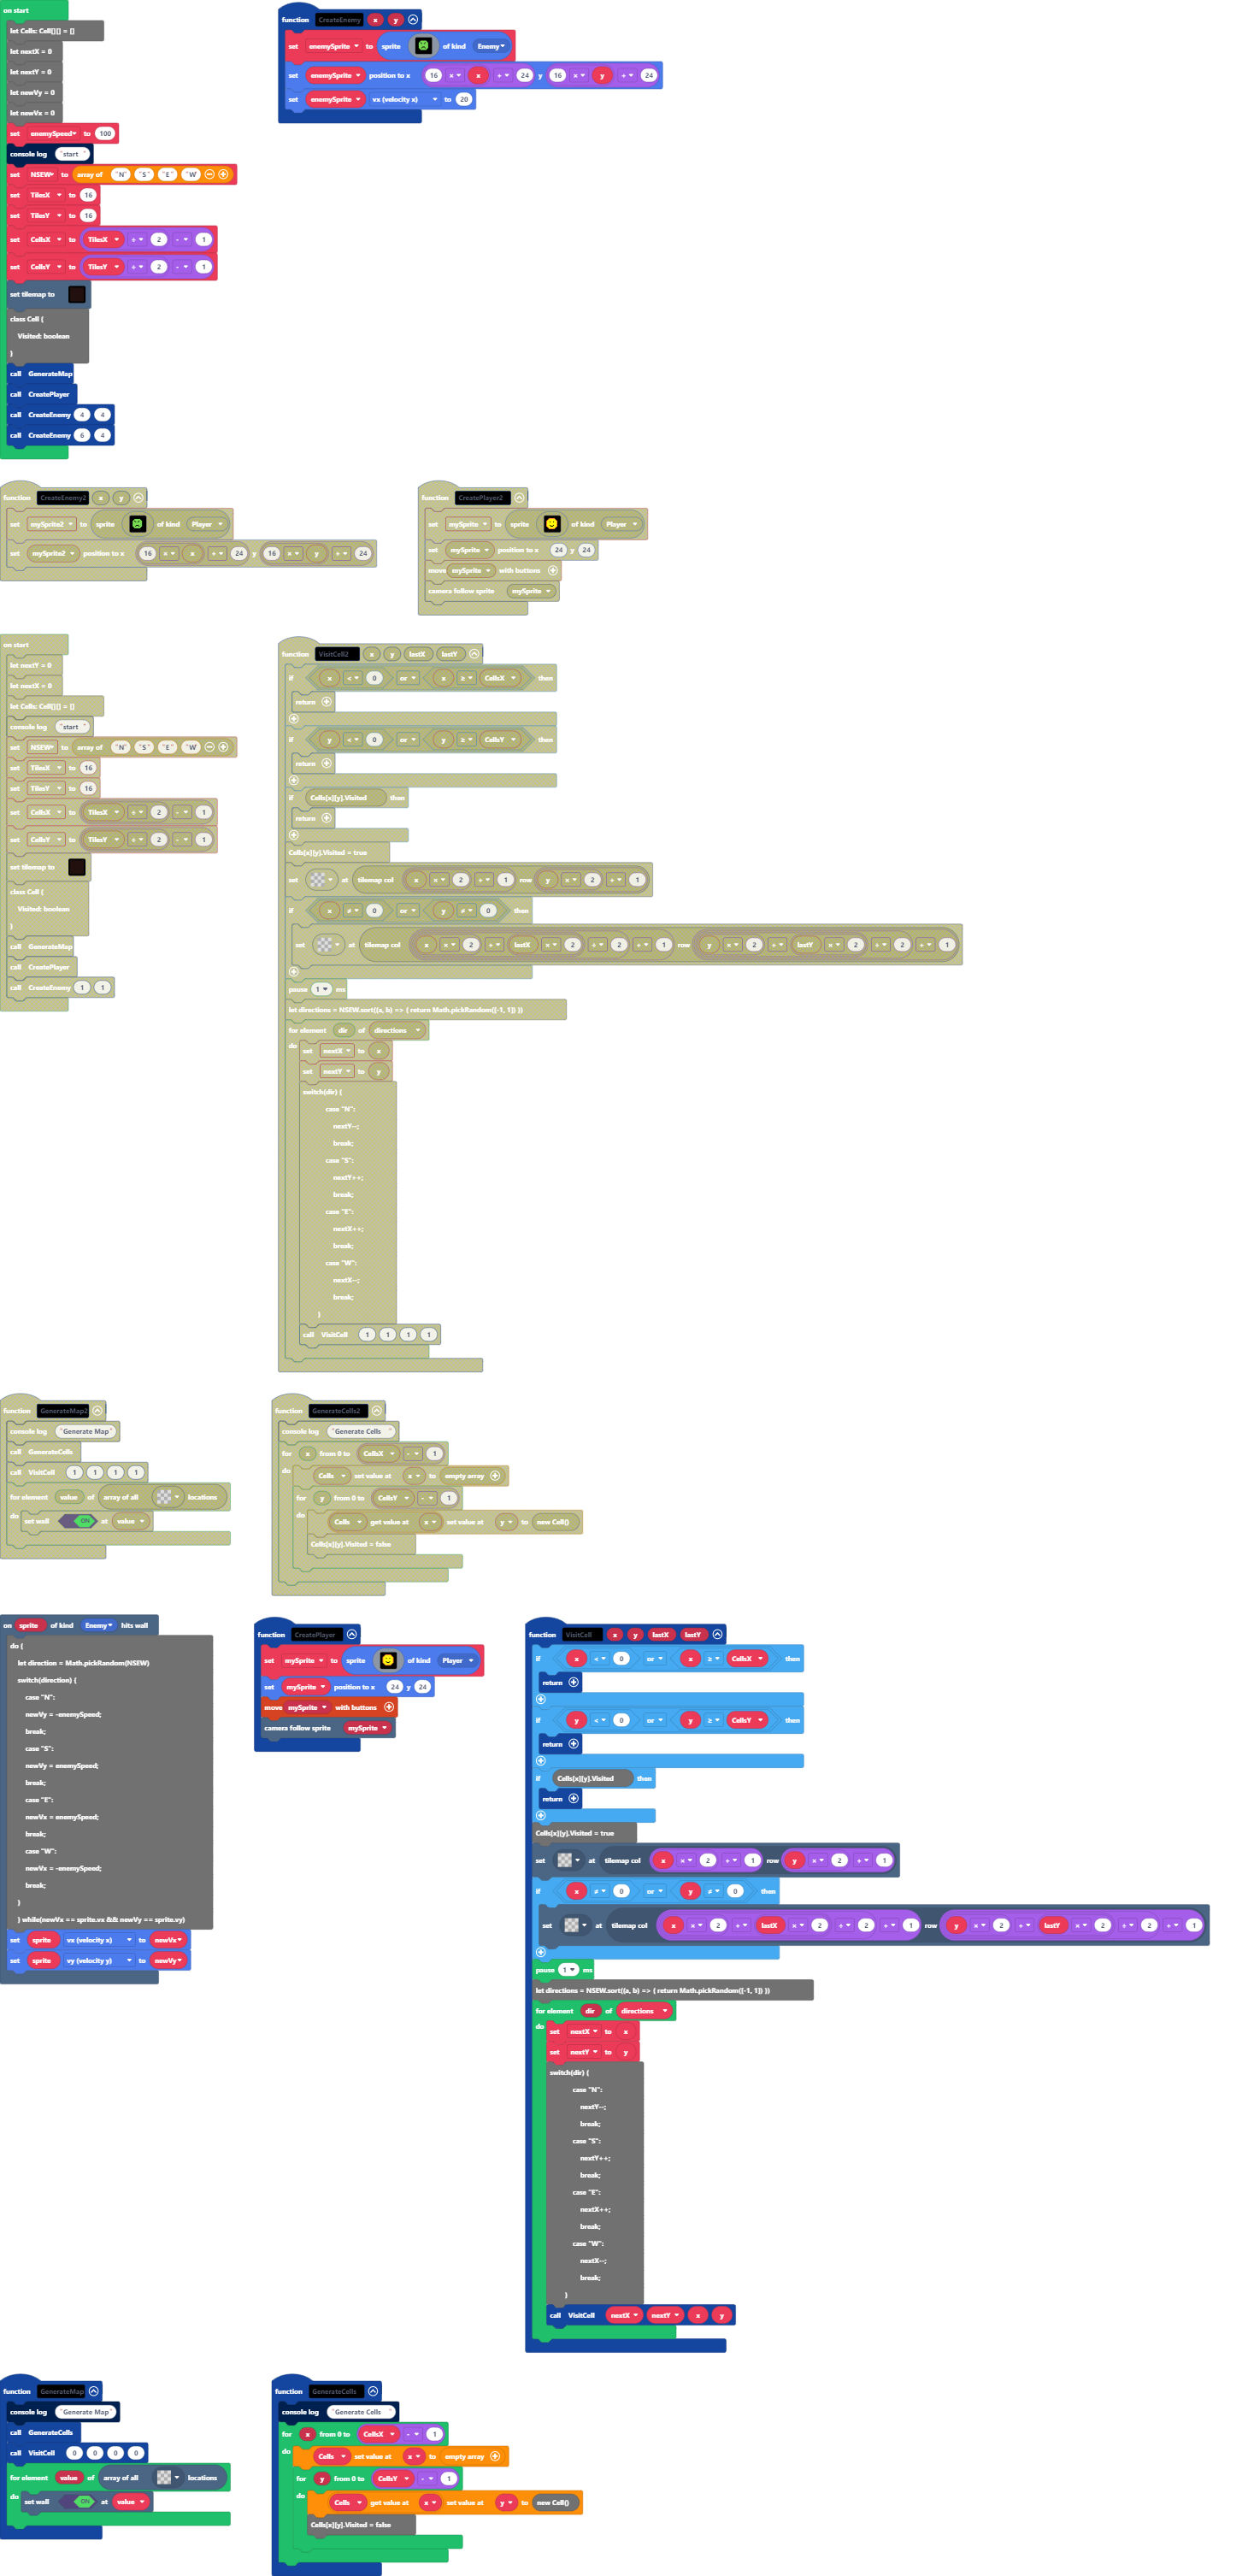 on start
let Cells: Cell[][] = []
let nextX = 0
let nextY = 0
let newVy = 0
let newVx = 0
set enemySpeed to 100
console log "start"
set NSEW to array of "N" "S" "E" "W"
set TilesX to 16
set TilesY to 16
set CellsX to TilesX ÷ 2 - 1
set CellsY to TilesY ÷ 2 - 1
set tilemap to
class Cell {
Visited: boolean
}
call GenerateMap
call CreatePlayer
call CreateEnemy 4 4
call CreateEnemy 6 4
function CreateEnemy x y
set enemySprite to sprite of kind Enemy
set enemySprite position to x 16 × x + 24 y 16 × y + 24
set enemySprite vx (velocity x) to 20
function CreateEnemy2 x y
set mySprite2 to sprite of kind Player
set mySprite2 position to x 16 × x + 24 y 16 × y + 24
function CreatePlayer2
set mySprite to sprite of kind Player
set mySprite position to x 24 y 24
move mySprite with buttons
camera follow sprite mySprite
on start
let nextY = 0
let nextX = 0
let Cells: Cell[][] = []
console log "start"
set NSEW to array of "N" "S" "E" "W"
set TilesX to 16
set TilesY to 16
set CellsX to TilesX ÷ 2 - 1
set CellsY to TilesY ÷ 2 - 1
set tilemap to
class Cell {
Visited: boolean
}
call GenerateMap
call CreatePlayer
call CreateEnemy 1 1
function VisitCell2 x y lastX lastY
if x < 0 or x ≥ CellsX then
return
if y < 0 or y ≥ CellsY then
return
if Cells[x][y].Visited then
return
Cells[x][y].Visited = true
set at tilemap col x × 2 + 1 row y × 2 + 1
if x ≠ 0 or y ≠ 0 then
set at tilemap col x × 2 + lastX × 2 ÷ 2 + 1 row y × 2 + lastY × 2 ÷ 2 + 1
pause 1 ms
let directions = NSEW.sort((a, b) => { return Math.pickRandom([-1, 1]) })
for element dir of directions
do set nextX to x
set nextY to y
switch(dir) {
case "N":
nextY--;
break;
case "S":
nextY++;
break;
case "E":
nextX++;
break;
case "W":
nextX--;
break;
}
call VisitCell 1 1 1 1
function GenerateMap2
console log "Generate Map"
call GenerateCells
call VisitCell 1 1 1 1
for element value of array of all locations
do set wall ON at value
function GenerateCells2
console log "Generate Cells"
for x from 0 to CellsX - 1
do Cells set value at x to empty array
for y from 0 to CellsY - 1
do Cells get value at x set value at y to new Cell()
Cells[x][y].Visited = false
on sprite of kind Enemy hits wall
do {
let direction = Math.pickRandom(NSEW)
switch(direction) {
case "N":
newVy = -enemySpeed;
break;
case "S":
newVy = enemySpeed;
break;
case "E":
newVx = enemySpeed;
break;
case "W":
newVx = -enemySpeed;
break;
}
} while(newVx == sprite.vx && newVy == sprite.vy)
set sprite vx (velocity x) to newVx
set sprite vy (velocity y) to newVy
function CreatePlayer
set mySprite to sprite of kind Player
set mySprite position to x 24 y 24
move mySprite with buttons
camera follow sprite mySprite
function VisitCell x y lastX lastY
if x < 0 or x ≥ CellsX then
return
if y < 0 or y ≥ CellsY then
return
if Cells[x][y].Visited then
return
Cells[x][y].Visited = true
set at tilemap col x × 2 + 1 row y × 2 + 1
if x ≠ 0 or y ≠ 0 then
set at tilemap col x × 2 + lastX × 2 ÷ 2 + 1 row y × 2 + lastY × 2 ÷ 2 + 1
pause 1 ms
let directions = NSEW.sort((a, b) => { return Math.pickRandom([-1, 1]) })
for element dir of directions
do set nextX to x
set nextY to y
switch(dir) {
case "N":
nextY--;
break;
case "S":
nextY++;
break;
case "E":
nextX++;
break;
case "W":
nextX--;
break;
}
call VisitCell nextX nextY x y
function GenerateMap
console log "Generate Map"
call GenerateCells
call VisitCell 0 0 0 0
for element value of array of all locations
do set wall ON at value
function GenerateCells
console log "Generate Cells"
for x from 0 to CellsX - 1
do Cells set value at x to empty array
for y from 0 to CellsY - 1
do Cells get value at x set value at y to new Cell()
Cells[x][y].Visited = false